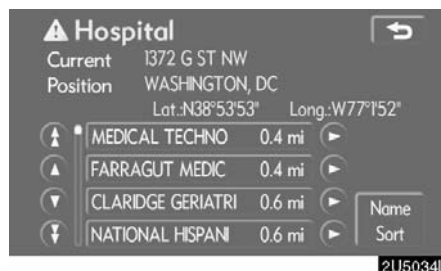 Hospital
Current 1372 G ST NW
Position WASHINGTON, DC
Lat.:N38°53'53" Long.:W77°1'52"
MEDICAL TECHNO 0.4 mi
FARRAGUT MEDIC 0.4 mi
CLARIDGE GERIATRI 0.6 mi
NATIONAL HISPANI 0.6 mi
Name
Sort
2U5034